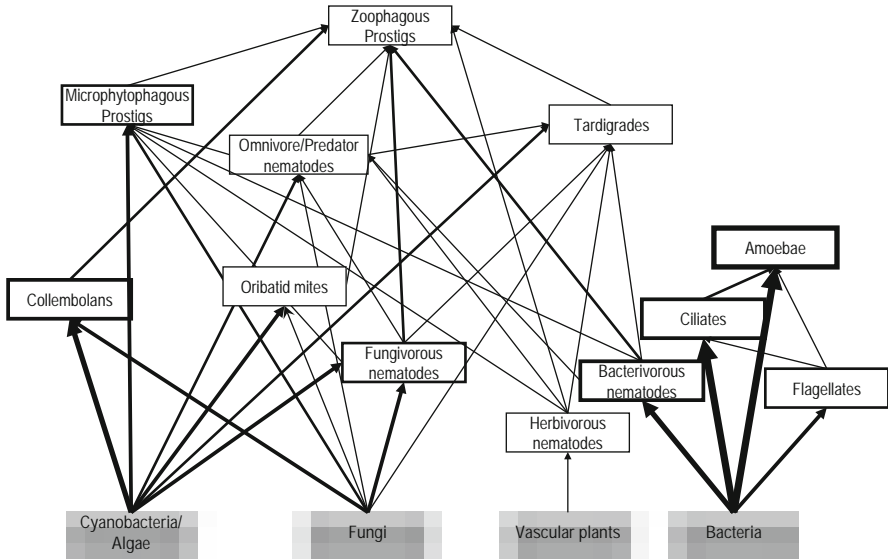 Zoophagous
Prostigs
Microphytophagous
Prostigs
Omnivore/Predator
nematodes
Tardigrades
Amoebae
Collembolans
Oribatid mites
Ciliates
Fungivorous
nematodes
Bacterivorous
nematodes
Flagellates
Herbivorous
nematodes
Cyanobacteria/
Algae
Fungi
Vascular plants
Bacteria